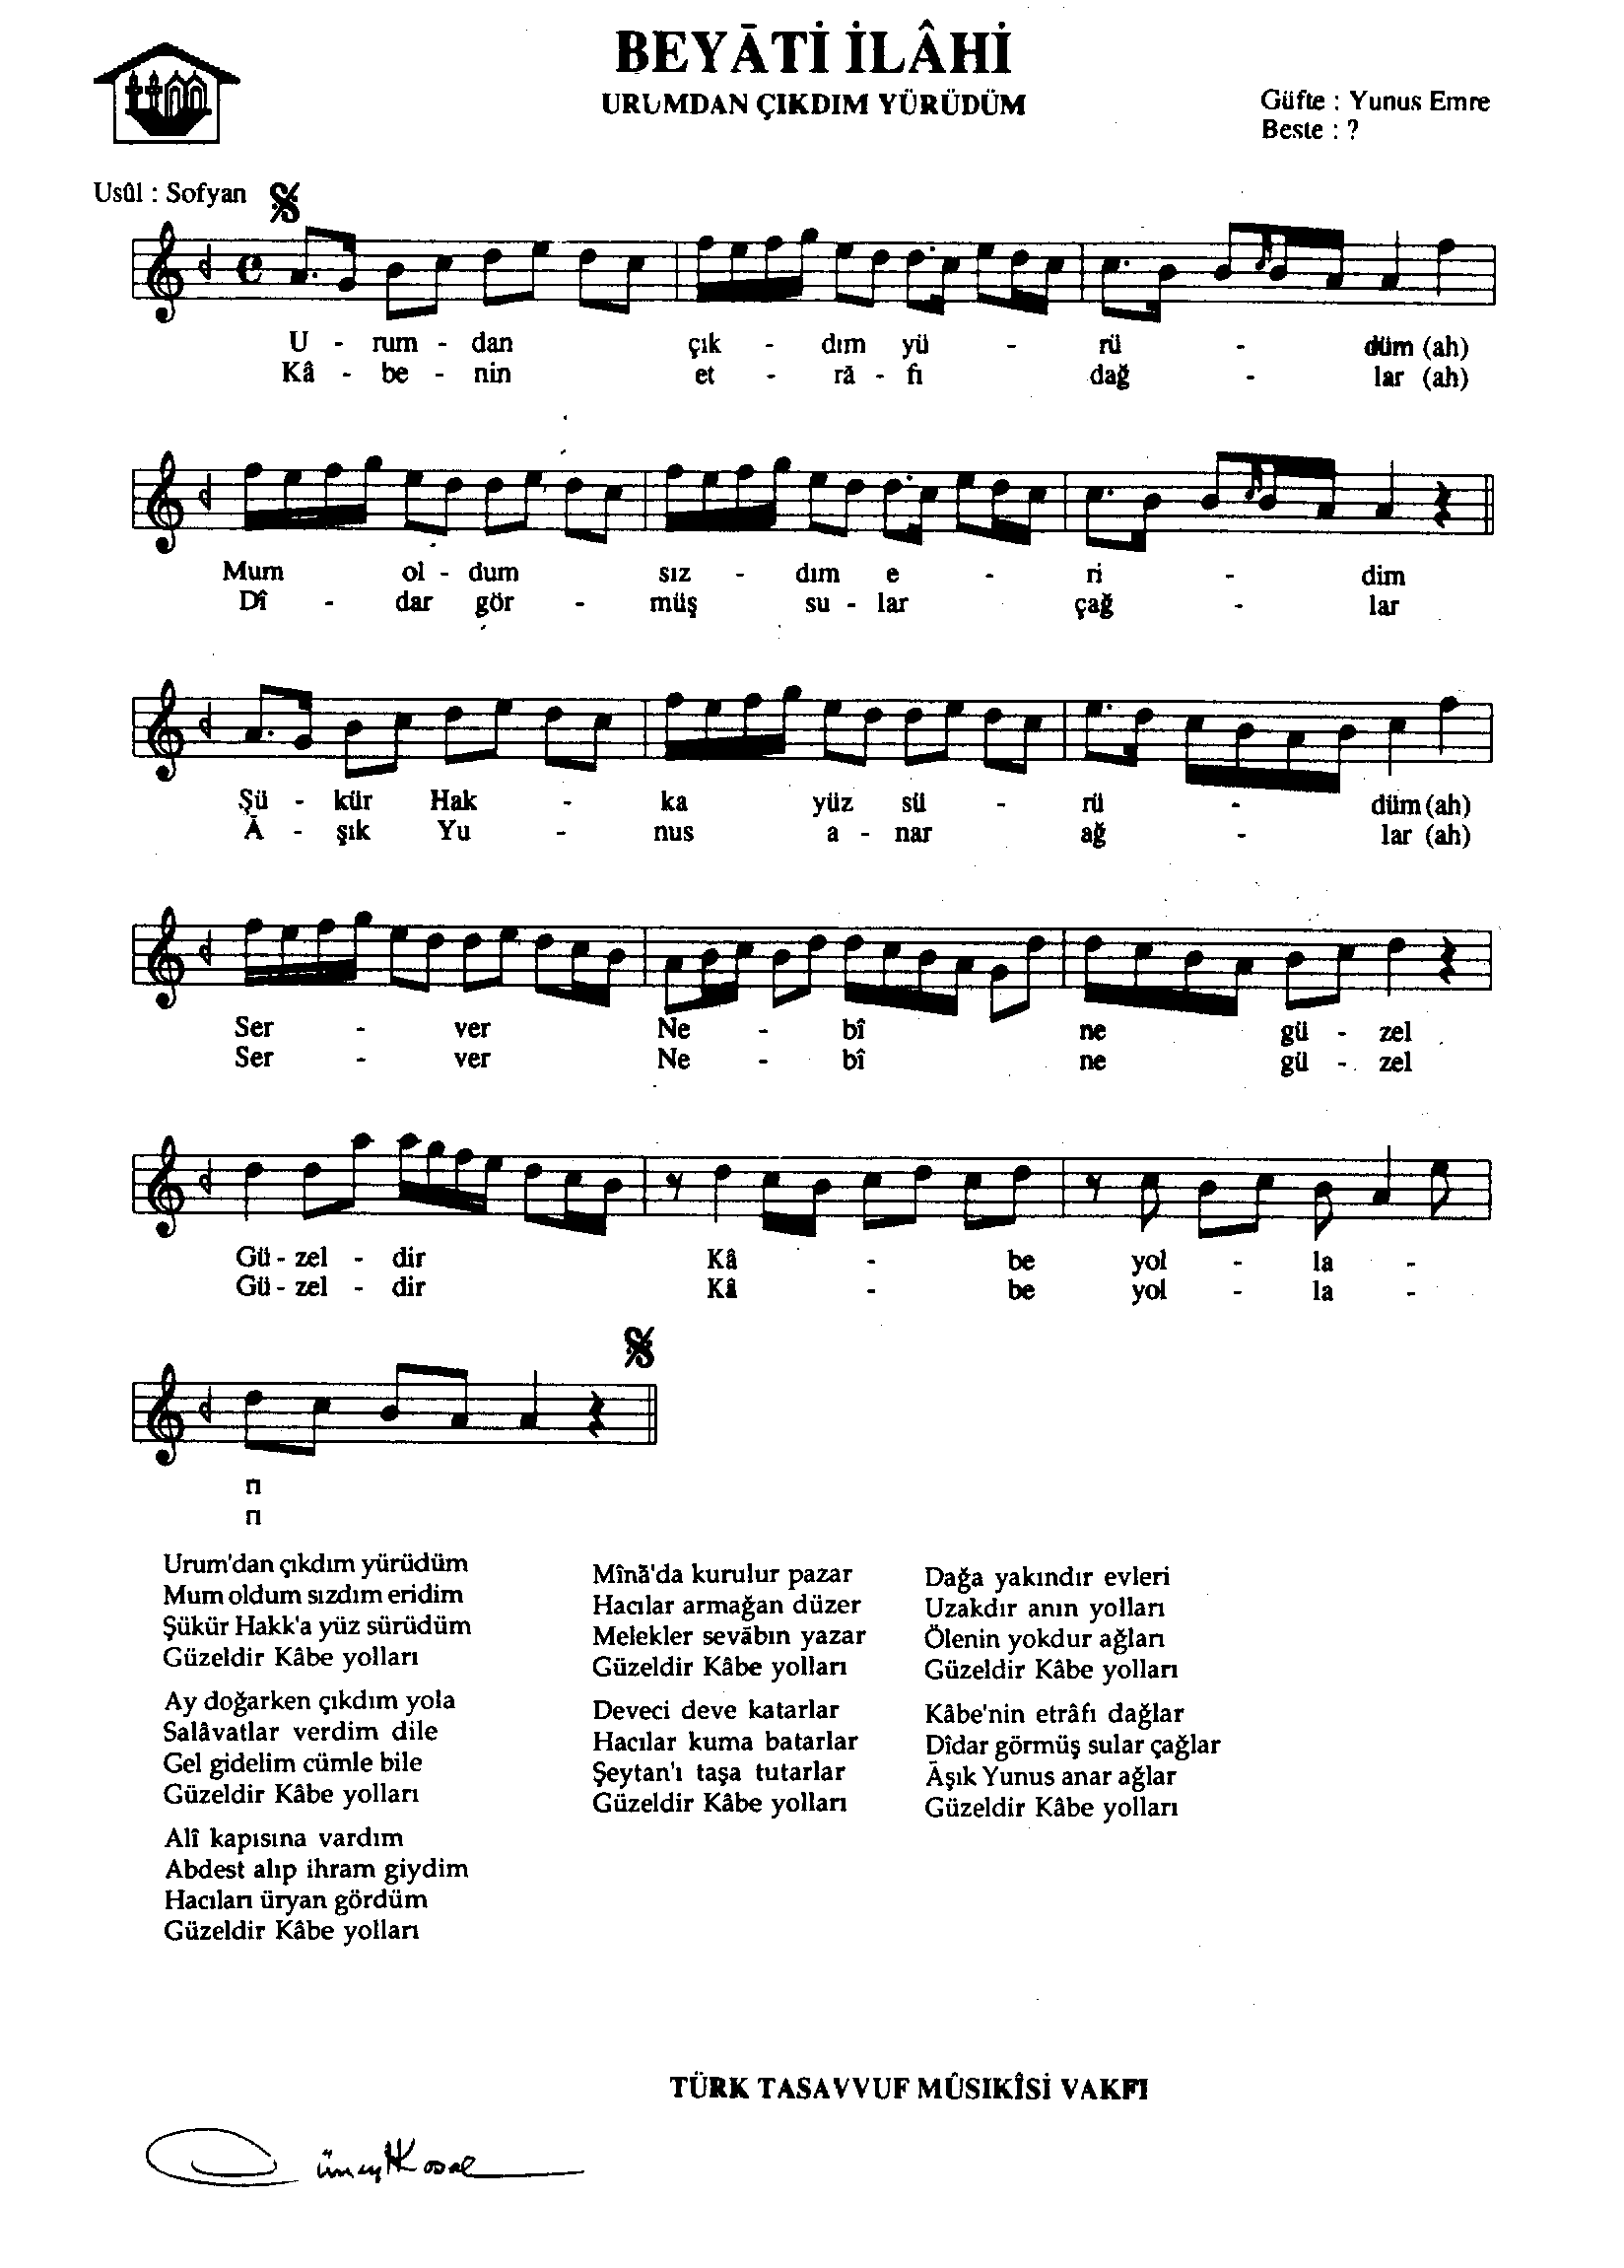 BEYĀTİ İLÂHİ
URUMDAN ÇIKDIM YÜRÜDÜM
Güfte : Yunus Emre
Beste : ?
Usûl : Sofyan
U - rum - dan çık - dım yü - rü - düm (ah)
Kâ - be - nin et - rā - fı dağ - lar (ah)
Mum ol - dum sız - dım e - ri - dim
Dî - dar gör - müş su - lar çağ - lar
Şü - kür Hak - ka yüz sü - rü - düm (ah)
Ā - şık Yu - nus a - nar ağ - lar (ah)
Ser - ver Ne - bî ne gü - zel
Ser - ver Ne - bî ne gü - zel
Gü - zel - dir Kâ - be yol - la -
Gü - zel - dir Kâ - be yol - la -
rı
rı
Urum'dan çıkdım yürüdüm
Mum oldum sızdım eridim
Şükür Hakk'a yüz sürüdüm
Güzeldir Kâbe yolları
Ay doğarken çıkdım yola
Salâvatlar verdim dile
Gel gidelim cümle bile
Güzeldir Kâbe yolları
Alî kapısına vardım
Abdest alıp ihram giydim
Hacıları üryan gördüm
Güzeldir Kâbe yolları
Mînā'da kurulur pazar
Hacılar armağan düzer
Melekler sevābın yazar
Güzeldir Kâbe yolları
Deveci deve katarlar
Hacılar kuma batarlar
Şeytan'ı taşa tutarlar
Güzeldir Kâbe yolları
Dağa yakındır evleri
Uzakdır anın yolları
Ölenin yokdur ağları
Güzeldir Kâbe yolları
Kâbe'nin etrâfı dağlar
Dîdar görmüş sular çağlar
Āşık Yunus anar ağlar
Güzeldir Kâbe yolları
TÜRK TASAVVUF MÛSIKÎSİ VAKFI
Cüneyt Kosal